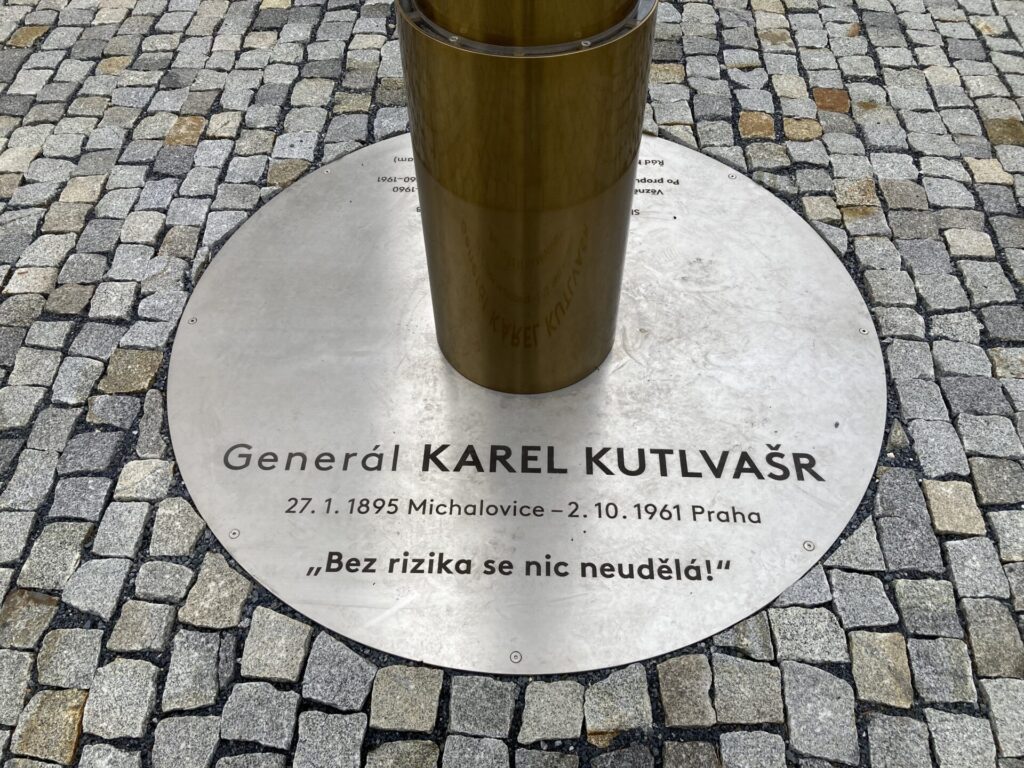 Generál KAREL KUTLVAŠR
27. 1. 1895 Michalovice – 2. 10. 1961 Praha
„Bez rizika se nic neudělá!“